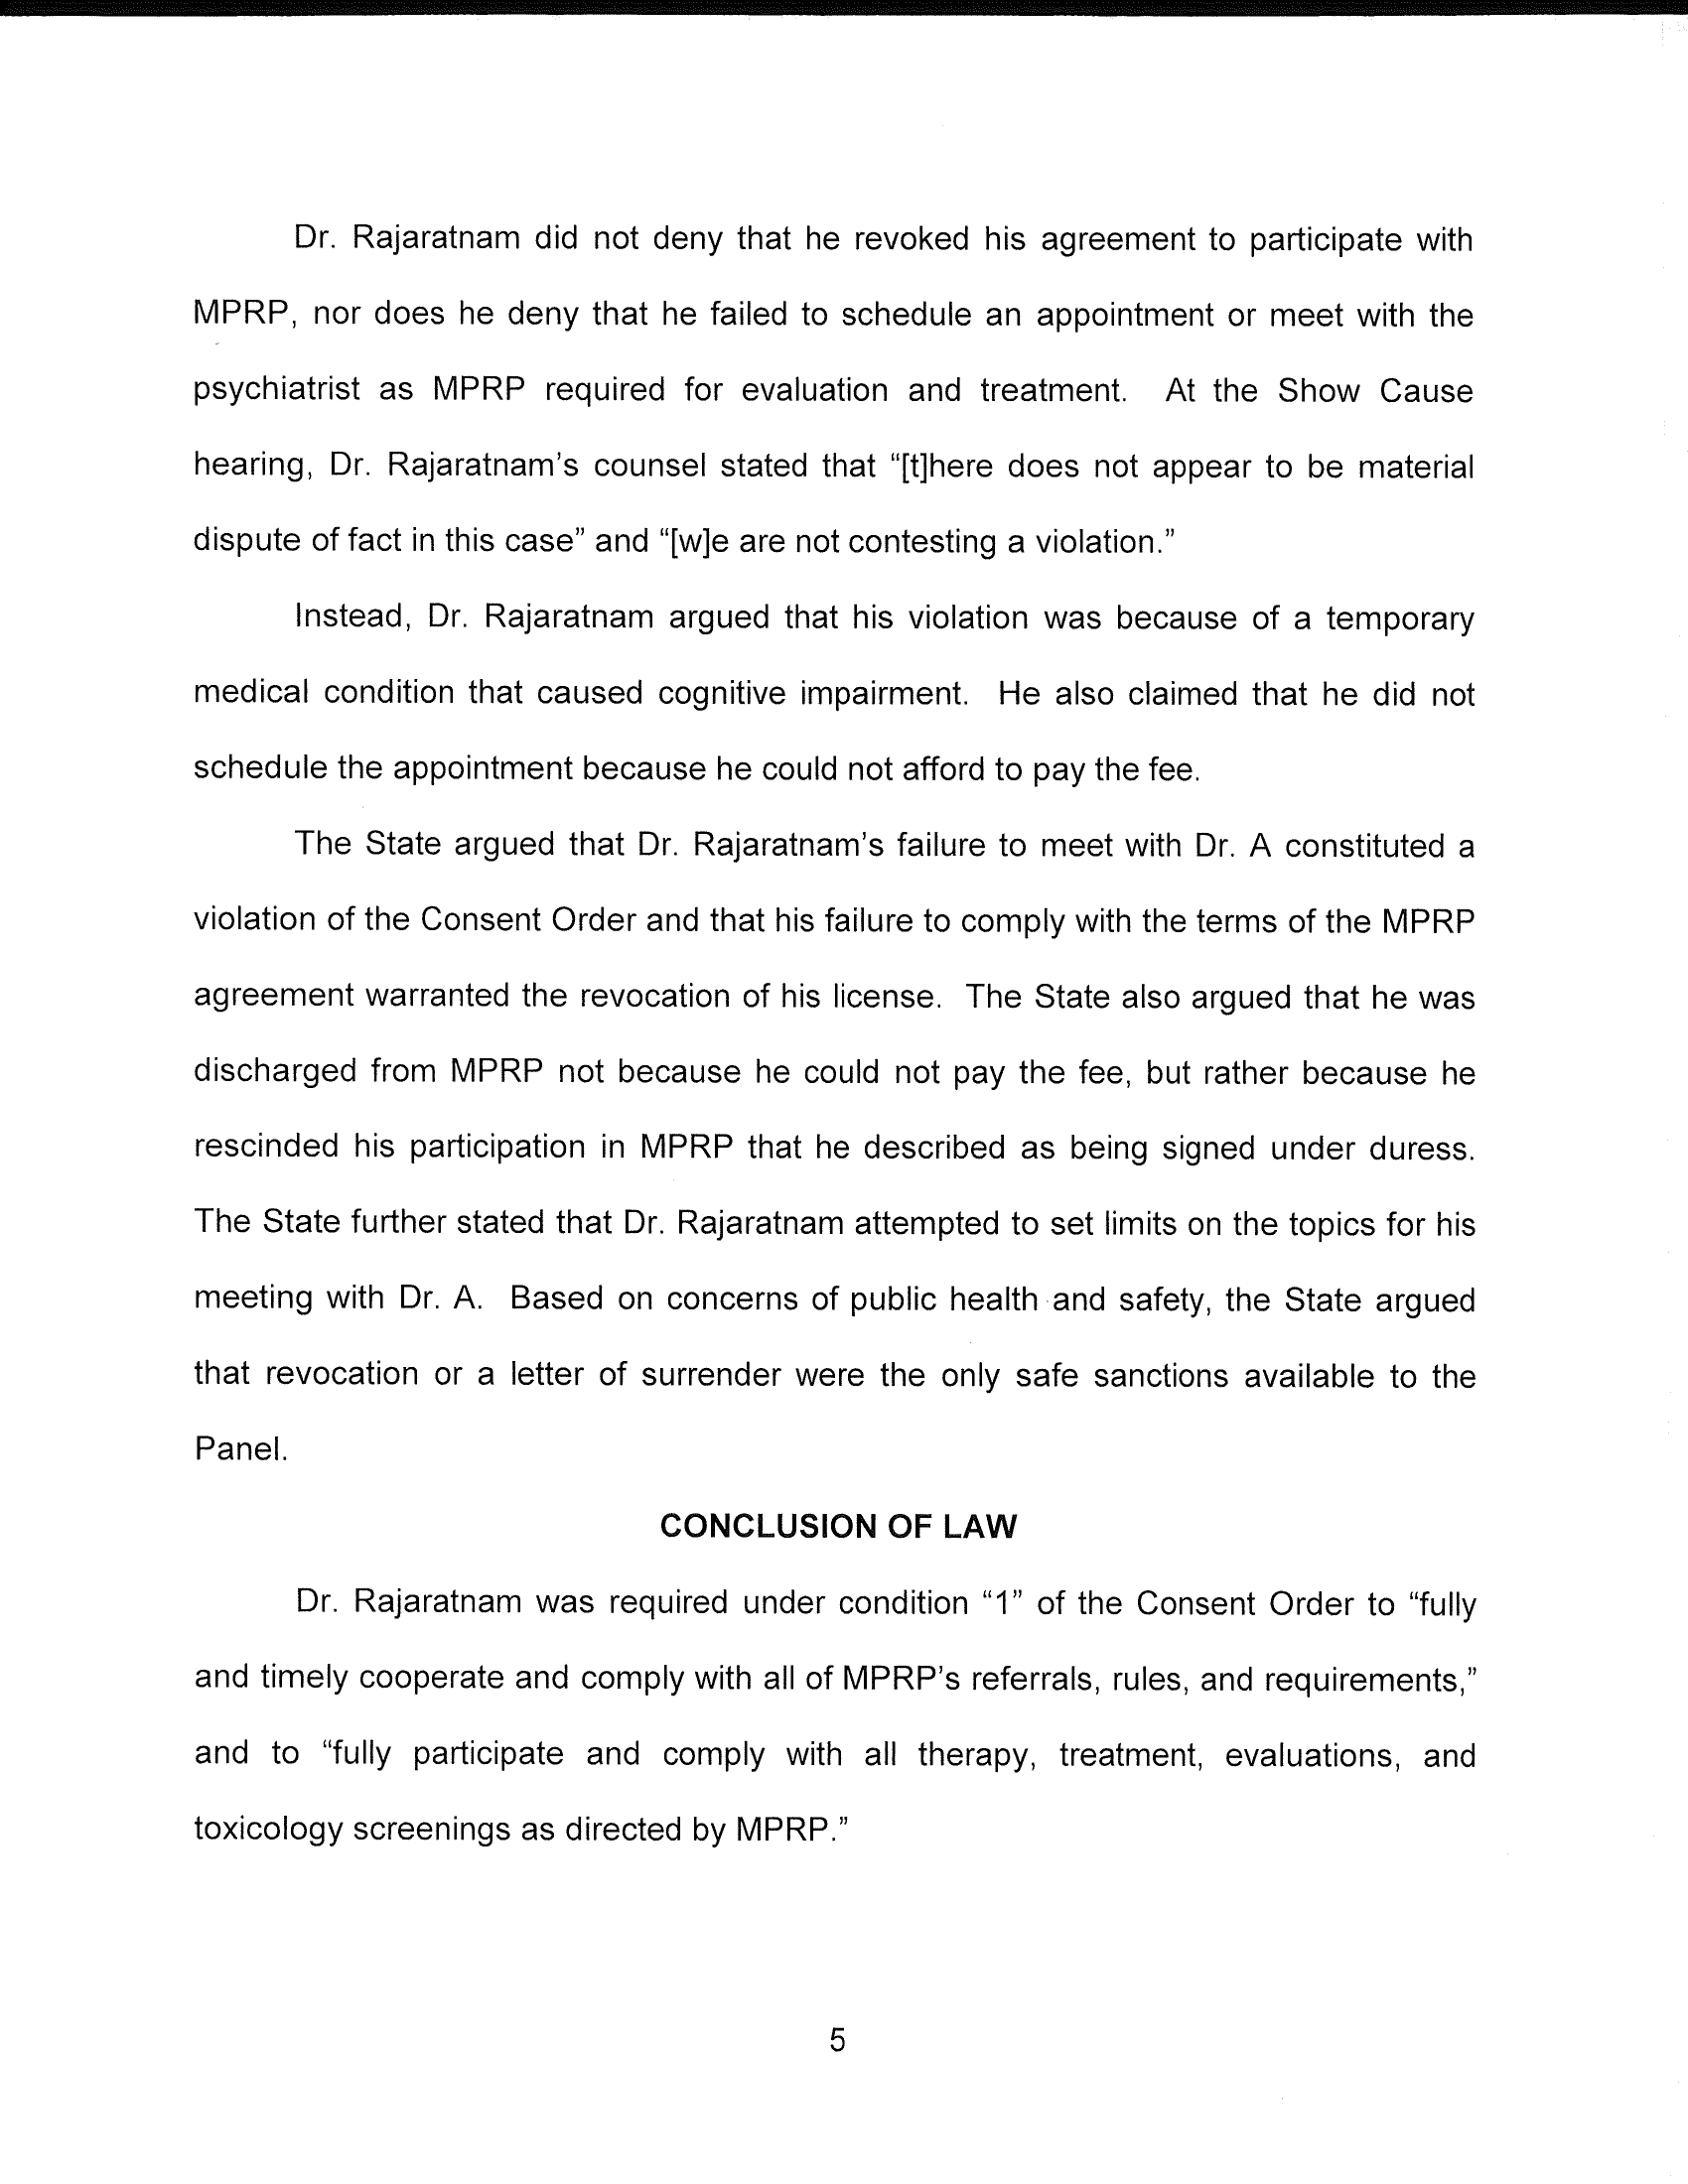 Dr. Rajaratnam did not deny that he revoked his agreement to participate with
MPRP, nor does he deny that he failed to schedule an appointment or meet with the
psychiatrist as MPRP required for evaluation and treatment. At the Show Cause
hearing, Dr. Rajaratnam's counsel stated that “[t]here does not appear to be material
dispute of fact in this case” and “[w]e are not contesting a violation.”
Instead, Dr. Rajaratnam argued that his violation was because of a temporary
medical condition that caused cognitive impairment. He also claimed that he did not
schedule the appointment because he could not afford to pay the fee.
The State argued that Dr. Rajaratnam's failure to meet with Dr. A constituted a
violation of the Consent Order and that his failure to comply with the terms of the MPRP
agreement warranted the revocation of his license. The State also argued that he was
discharged from MPRP not because he could not pay the fee, but rather because he
rescinded his participation in MPRP that he described as being signed under duress.
The State further stated that Dr. Rajaratnam attempted to set limits on the topics for his
meeting with Dr. A. Based on concerns of public health and safety, the State argued
that revocation or a letter of surrender were the only safe sanctions available to the
Panel.
CONCLUSION OF LAW
Dr. Rajaratnam was required under condition “1” of the Consent Order to “fully
and timely cooperate and comply with all of MPRP's referrals, rules, and requirements,”
and to “fully participate and comply with all therapy, treatment, evaluations, and
toxicology screenings as directed by MPRP.”
5